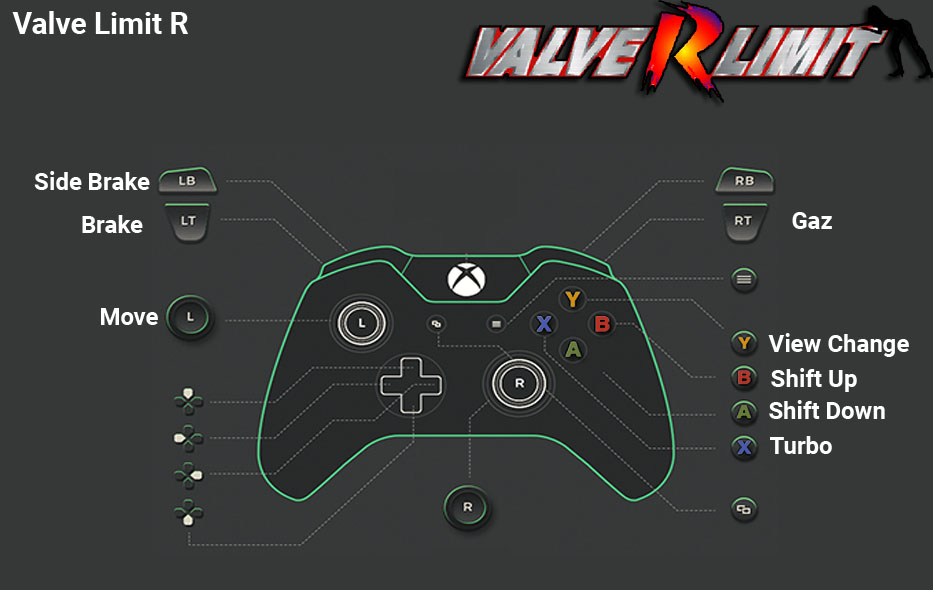 Valve Limit R
VALVE R LIMIT
Side Brake LB
RB
Brake LT
RT Gaz
Move L
L
Y
X B
A
R
Y View Change
B Shift Up
A Shift Down
X Turbo
R